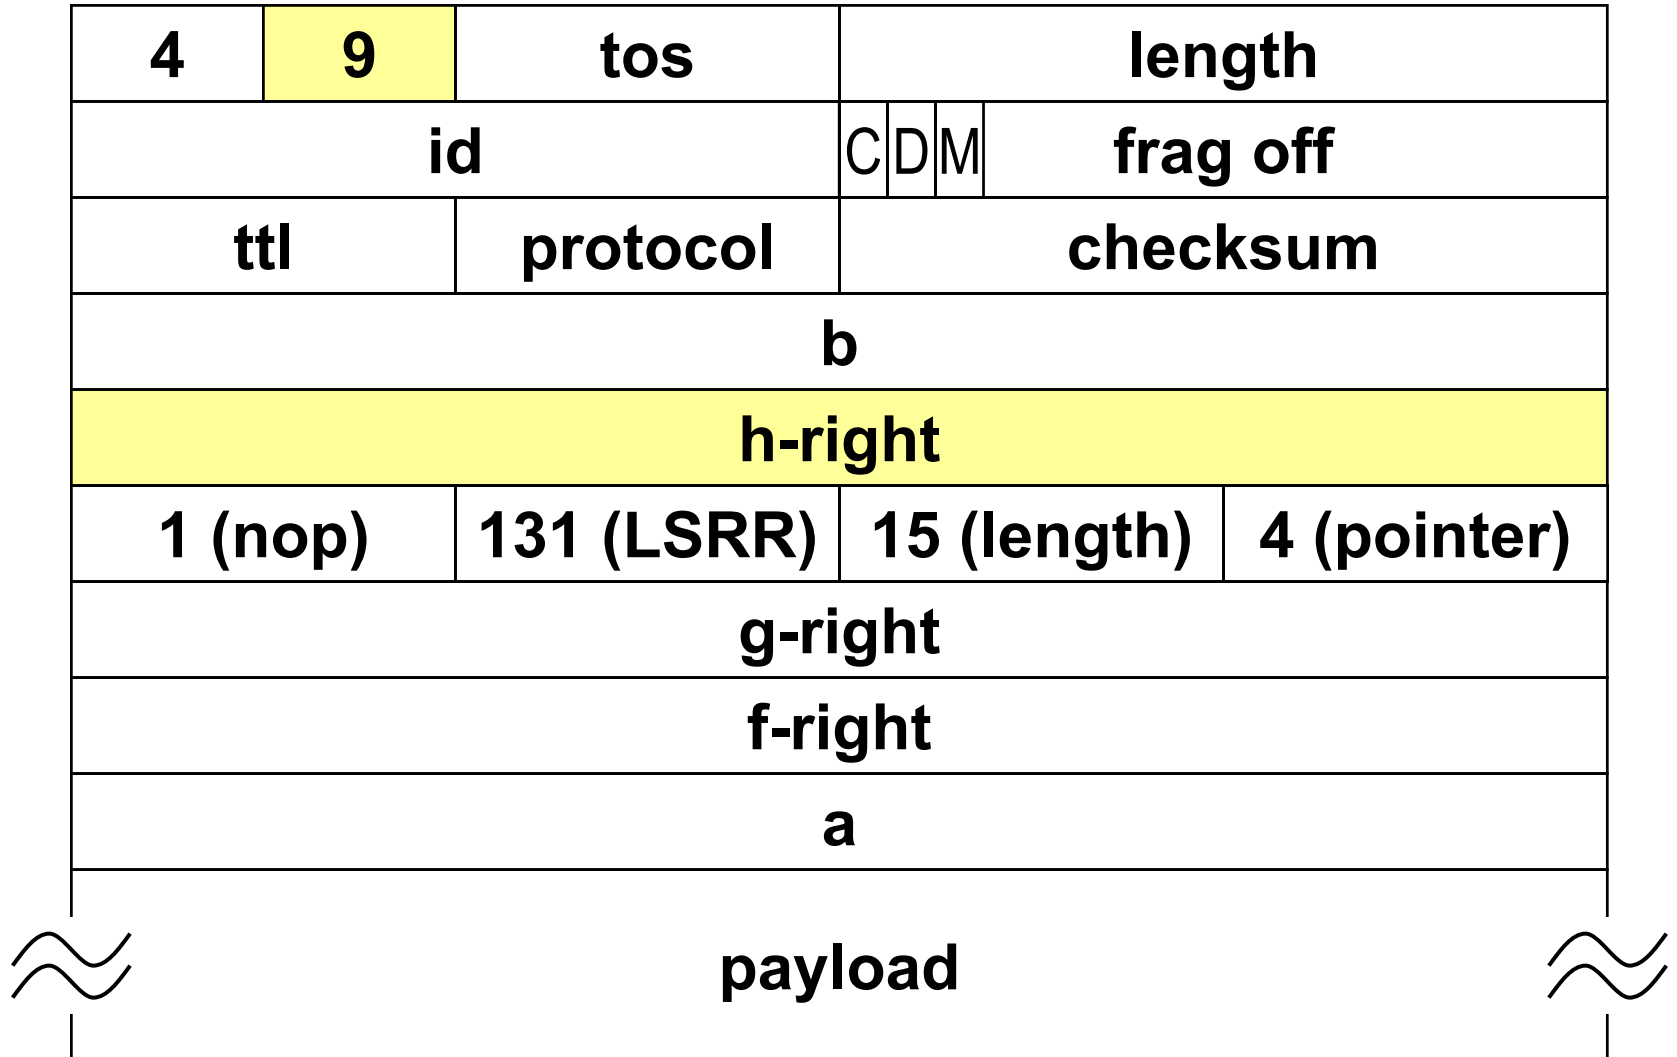 4 9 tos length
id C D M frag off
ttl protocol checksum
b
h-right
1 (nop) 131 (LSRR) 15 (length) 4 (pointer)
g-right
f-right
a
payload